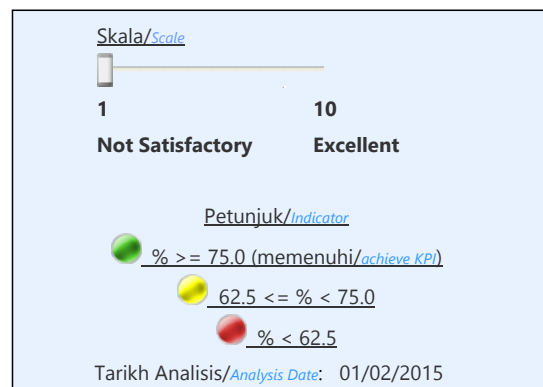 Skala/Scale
1 10
Not Satisfactory Excellent
Petunjuk/Indicator
% >= 75.0 (memenuhi/achieve KPI)
62.5 <= % < 75.0
% < 62.5
Tarikh Analisis/Analysis Date: 01/02/2015